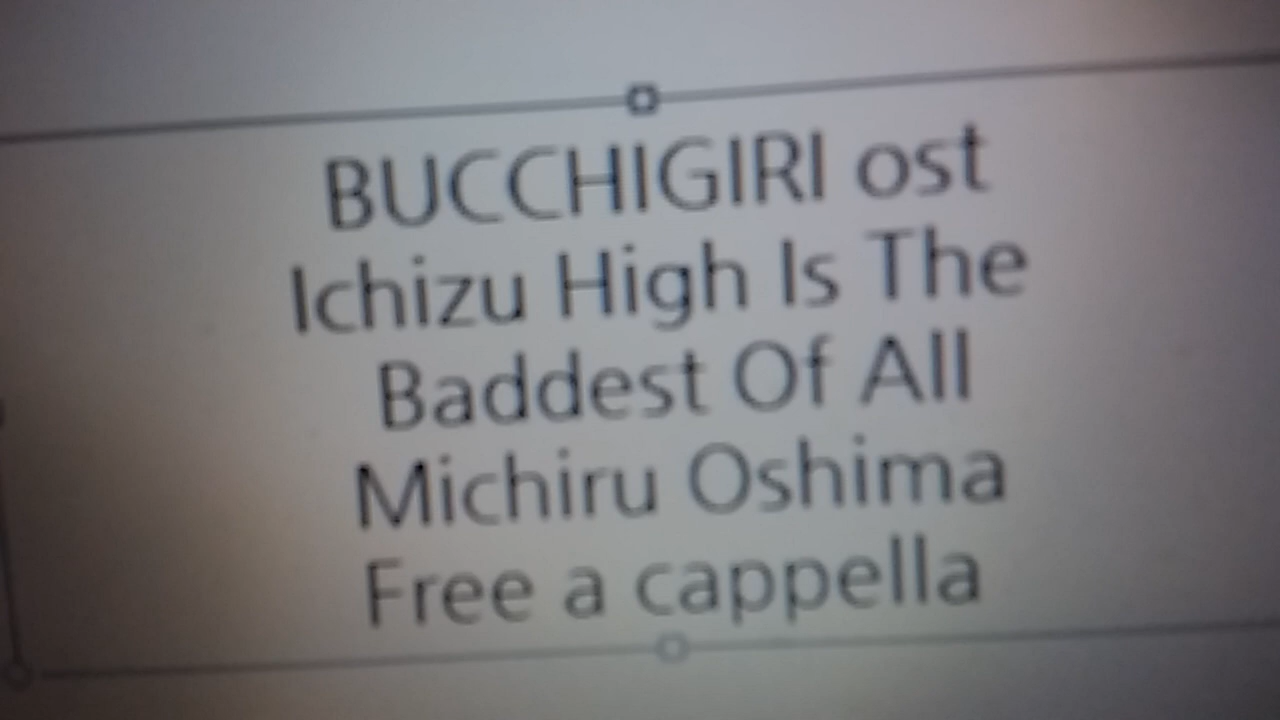 BUCCHIGIRI ost
Ichizu High Is The
Baddest Of All
Michiru Oshima
Free a cappella